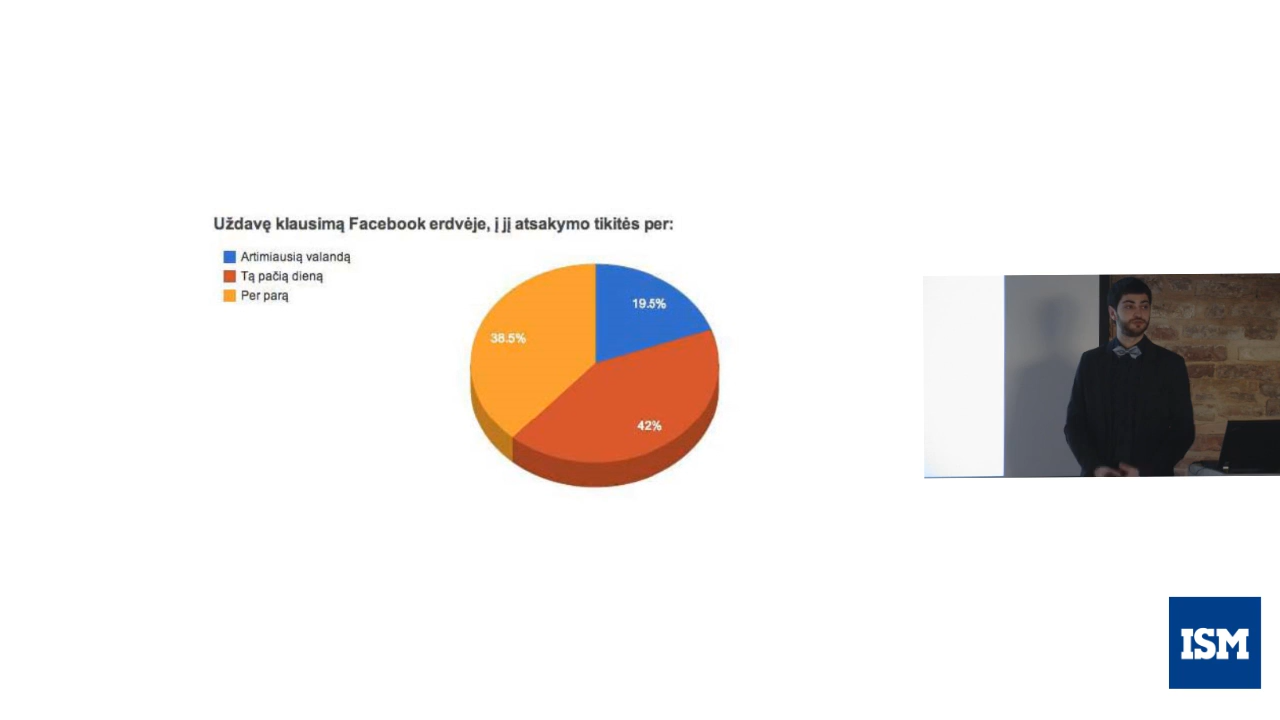 Uždavę klausimą Facebook erdvėje, į jį atsakymo tikitės per:
Artimiausią valandą
Tą pačią dieną
Per parą
19.5%
38.5%
42%
ISM